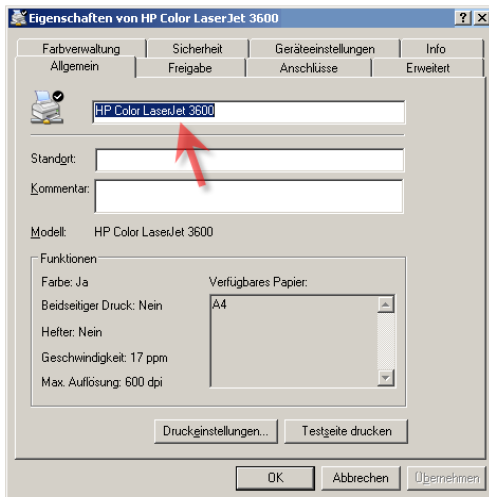 Eigenschaften von HP Color LaserJet 3600
Farbverwaltung Sicherheit Geräteeinstellungen Info
Allgemein Freigabe Anschlüsse Erweitert
HP Color LaserJet 3600
Standort:
Kommentar:
Modell: HP Color LaserJet 3600
Funktionen
Farbe: Ja Verfügbares Papier:
Beidseitiger Druck: Nein A4
Hefter: Nein
Geschwindigkeit: 17 ppm
Max. Auflösung: 600 dpi
Druckeinstellungen... Testseite drucken
OK Abbrechen Übernehmen